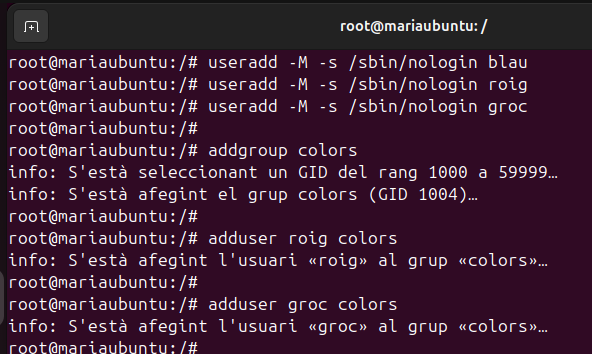 root@mariaubuntu: /
root@mariaubuntu:/# useradd -M -s /sbin/nologin blau
root@mariaubuntu:/# useradd -M -s /sbin/nologin roig
root@mariaubuntu:/# useradd -M -s /sbin/nologin groc
root@mariaubuntu:/#
root@mariaubuntu:/# addgroup colors
info: S'està seleccionant un GID del rang 1000 a 59999…
info: S'està afegint el grup colors (GID 1004)…
root@mariaubuntu:/#
root@mariaubuntu:/# adduser roig colors
info: S'està afegint l'usuari «roig» al grup «colors»…
root@mariaubuntu:/#
root@mariaubuntu:/# adduser groc colors
info: S'està afegint l'usuari «groc» al grup «colors»…
root@mariaubuntu:/#